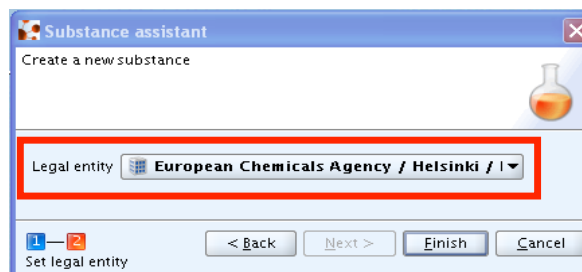 Substance assistant
Create a new substance
Legal entity European Chemicals Agency / Helsinki /
1 2
< Back Next > Finish Cancel
Set legal entity